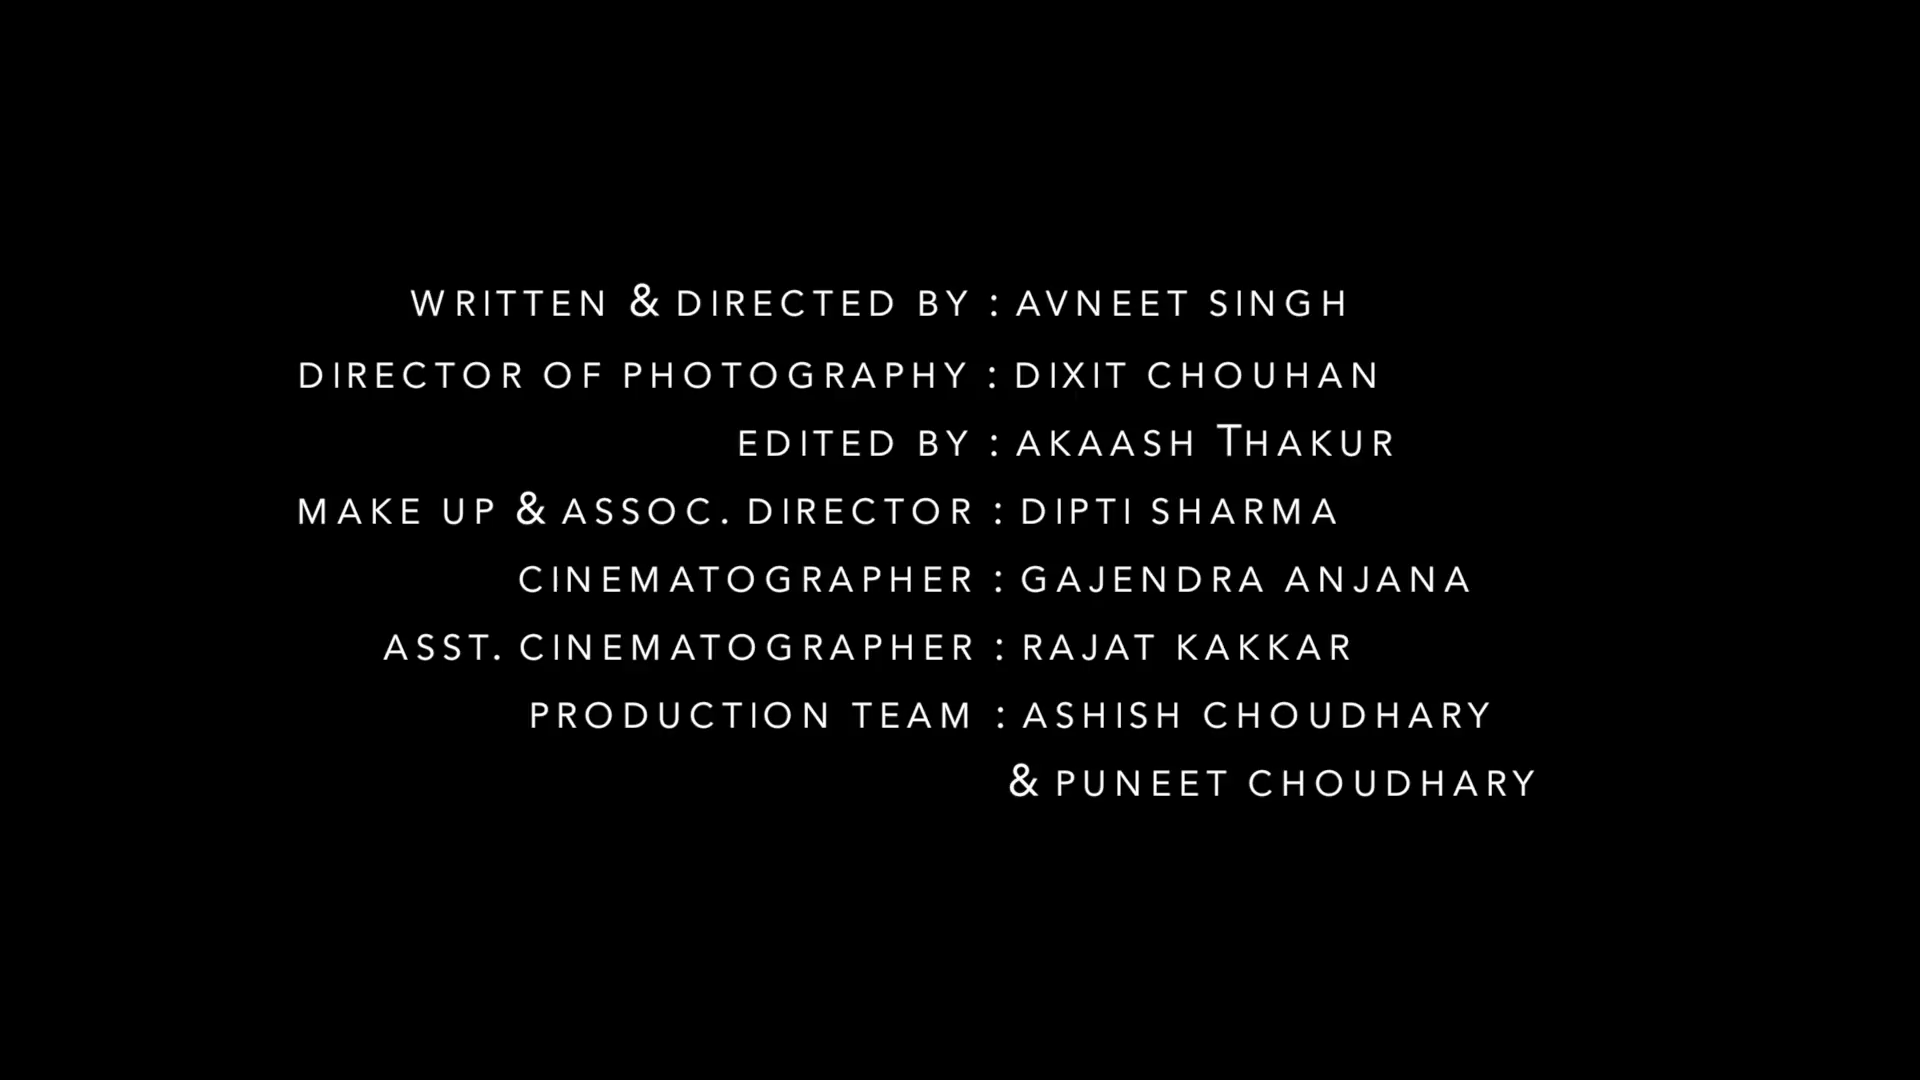 WRITTEN & DIRECTED BY : AVNEET SINGH
DIRECTOR OF PHOTOGRAPHY : DIXIT CHOUHAN
EDITED BY : AKAASH THAKUR
MAKE UP & ASSOC. DIRECTOR : DIPTI SHARMA
CINEMATOGRAPHER : GAJENDRA ANJANA
ASST. CINEMATOGRAPHER : RAJAT KAKKAR
PRODUCTION TEAM : ASHISH CHOUDHARY
& PUNEET CHOUDHARY